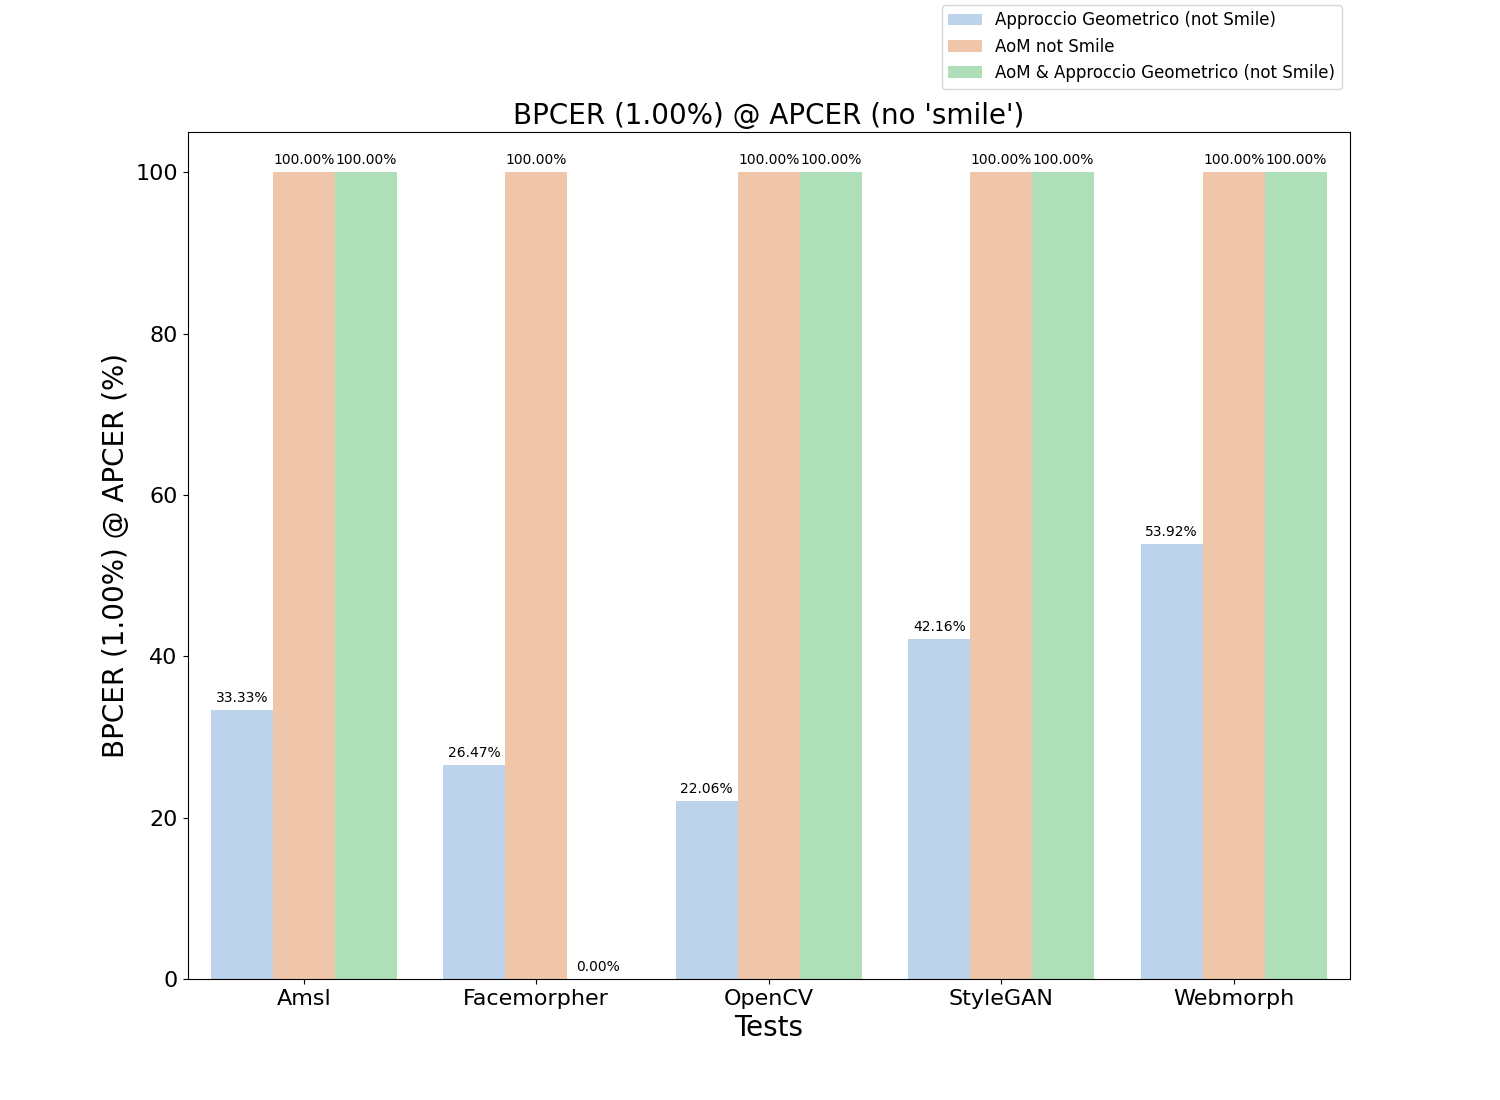 Approccio Geometrico (not Smile)
AoM not Smile
AoM & Approccio Geometrico (not Smile)
BPCER (1.00%) @ APCER (no 'smile')
BPCER (1.00%) @ APCER (%)
100
80
60
40
20
0
33.33%
100.00%
100.00%
26.47%
100.00%
0.00%
22.06%
100.00%
100.00%
42.16%
100.00%
100.00%
53.92%
100.00%
100.00%
Amsl
Facemorpher
OpenCV
StyleGAN
Webmorph
Tests